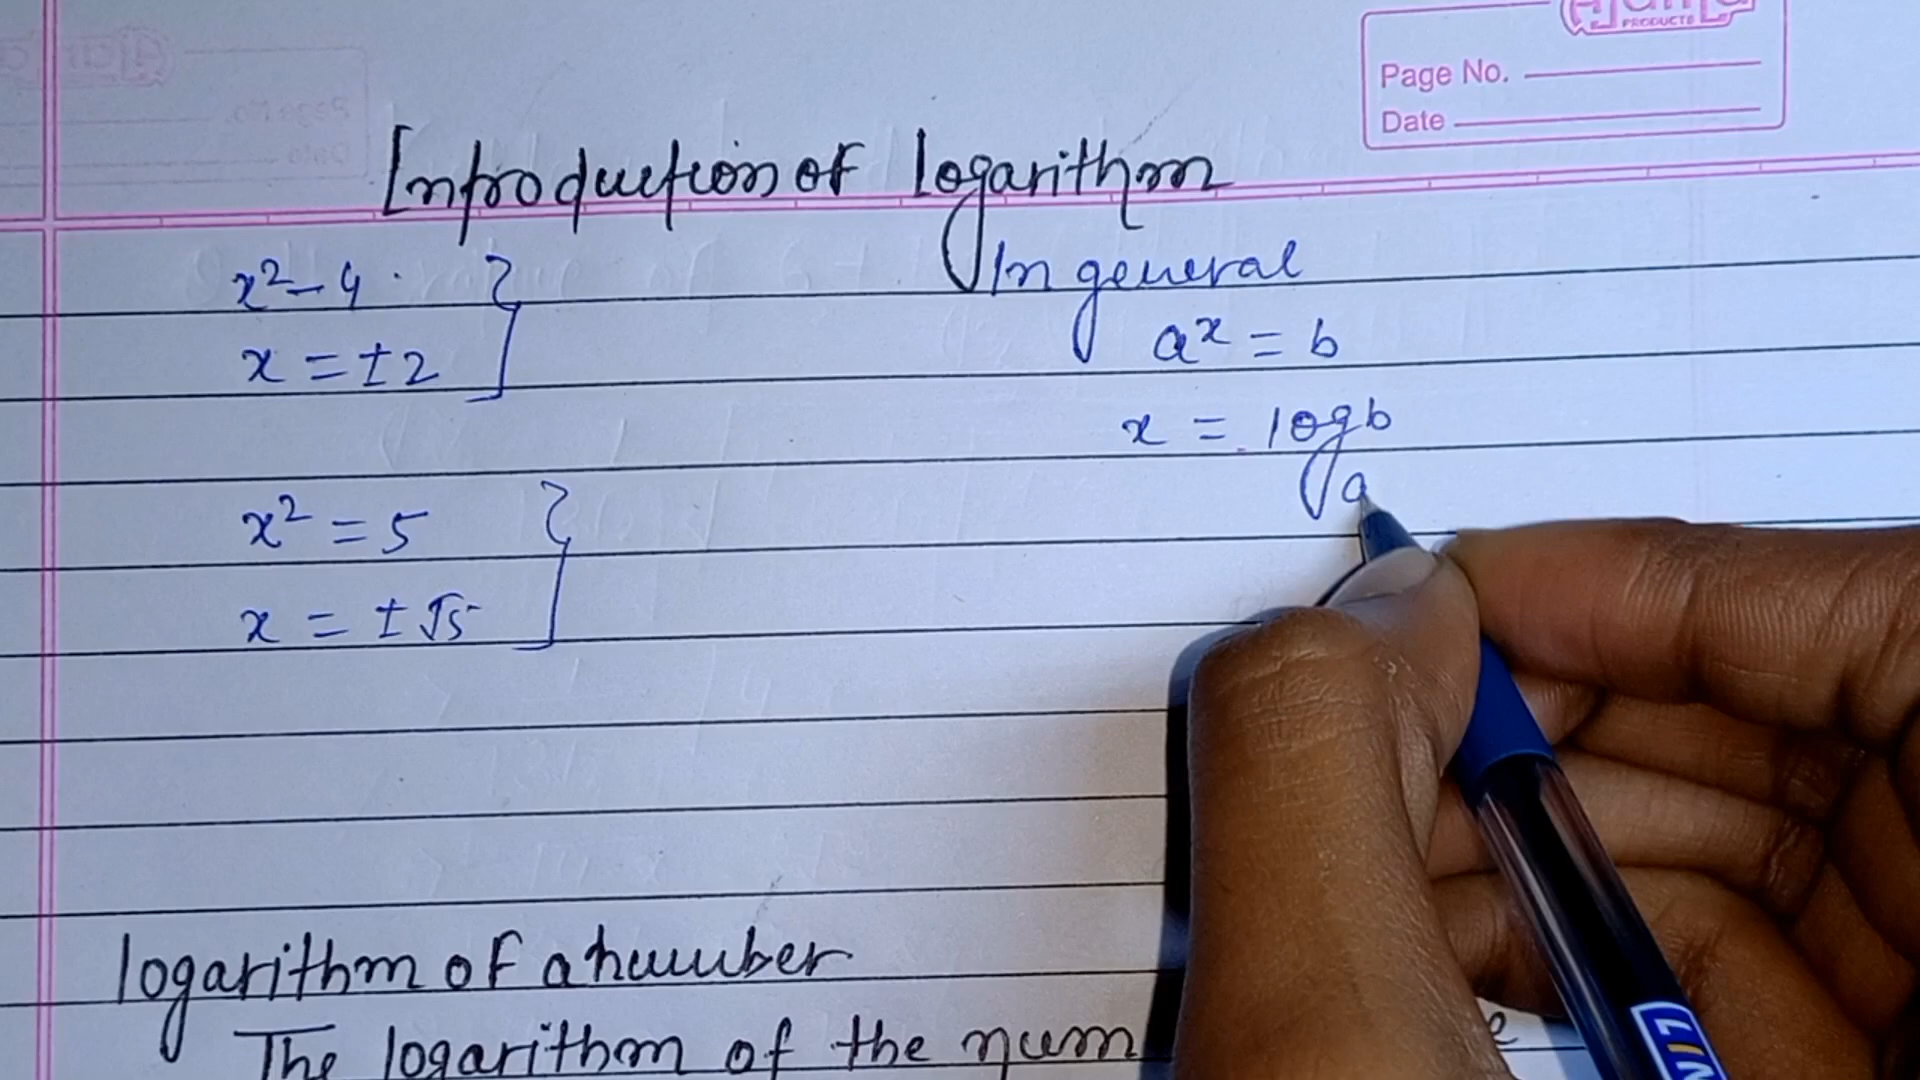 PRODUCTS
Page No.
Date
Introduction of logarithm
x² - 4
x = ±2
x² = 5
x = ±√5
In general
aˣ = b
x = log b
a
logarithm of a number
The logarithm of the num